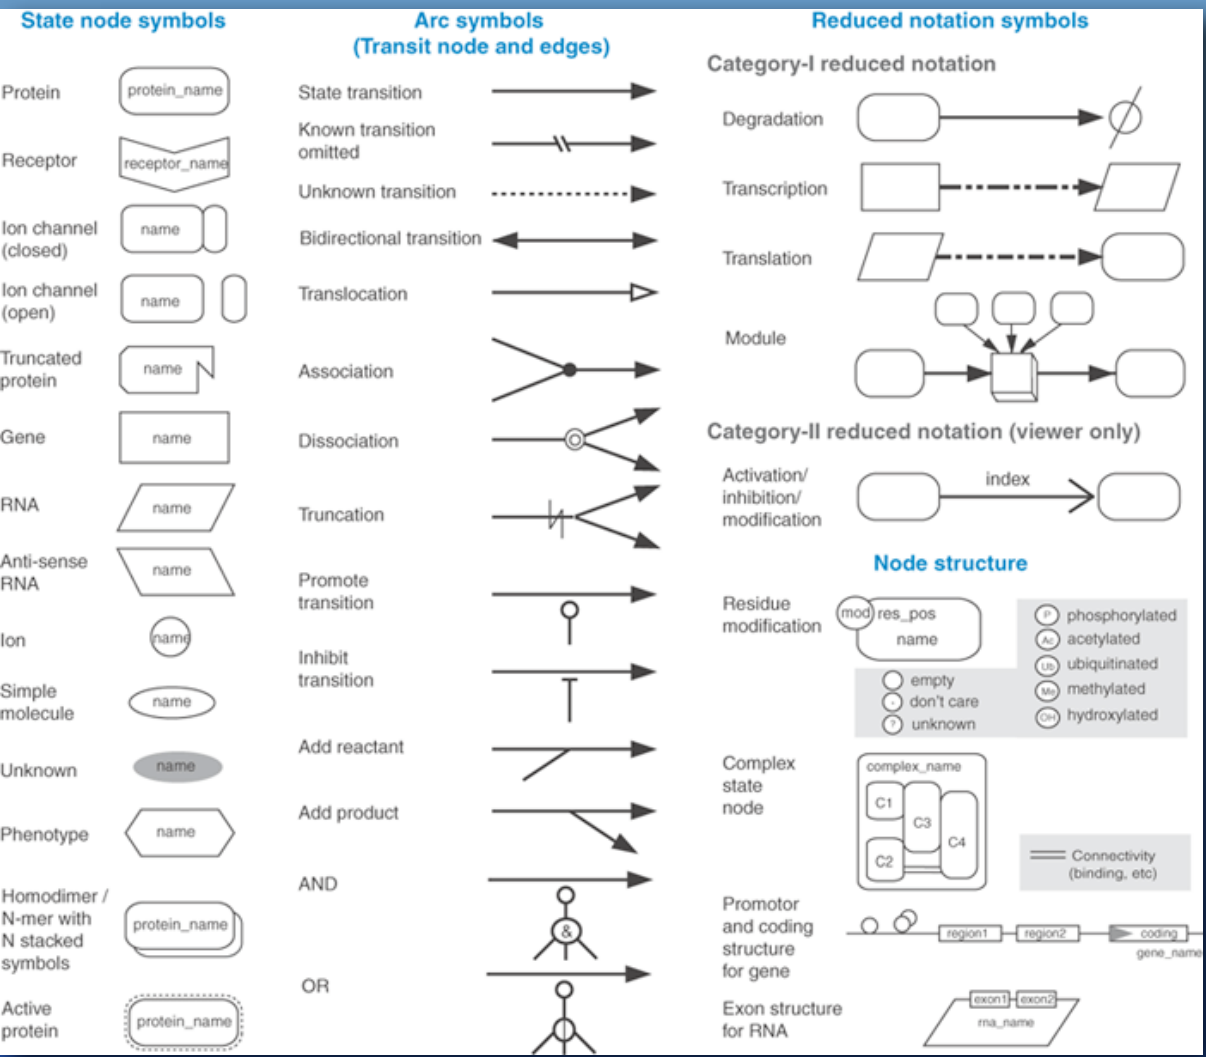 State node symbols
Protein
protein_name
Receptor
receptor_name
Ion channel
(closed)
name
Ion channel
(open)
name
Truncated
protein
name
Gene
name
RNA
name
Anti-sense
RNA
name
Ion
name
Simple
molecule
name
Unknown
name
Phenotype
name
Homodimer /
N-mer with
N stacked
symbols
protein_name
Active
protein
protein_name
Arc symbols
(Transit node and edges)
State transition
Known transition
omitted
Unknown transition
Bidirectional transition
Translocation
Association
Dissociation
Truncation
N
Promote
transition
Inhibit
transition
Add reactant
Add product
AND
&
OR
Reduced notation symbols
Category-I reduced notation
Degradation
Transcription
Translation
Module
Category-II reduced notation (viewer only)
Activation/
inhibition/
modification
index
Node structure
Residue
modification
mod res_pos
name
P phosphorylated
Ac acetylated
Ub ubiquitinated
Me methylated
OH hydroxylated
empty
- don't care
? unknown
Complex
state
node
complex_name
C1
C3
C4
C2
Connectivity
(binding, etc)
Promotor
and coding
structure
for gene
region1 region2 coding
gene_name
Exon structure
for RNA
exon1 exon2
rna_name